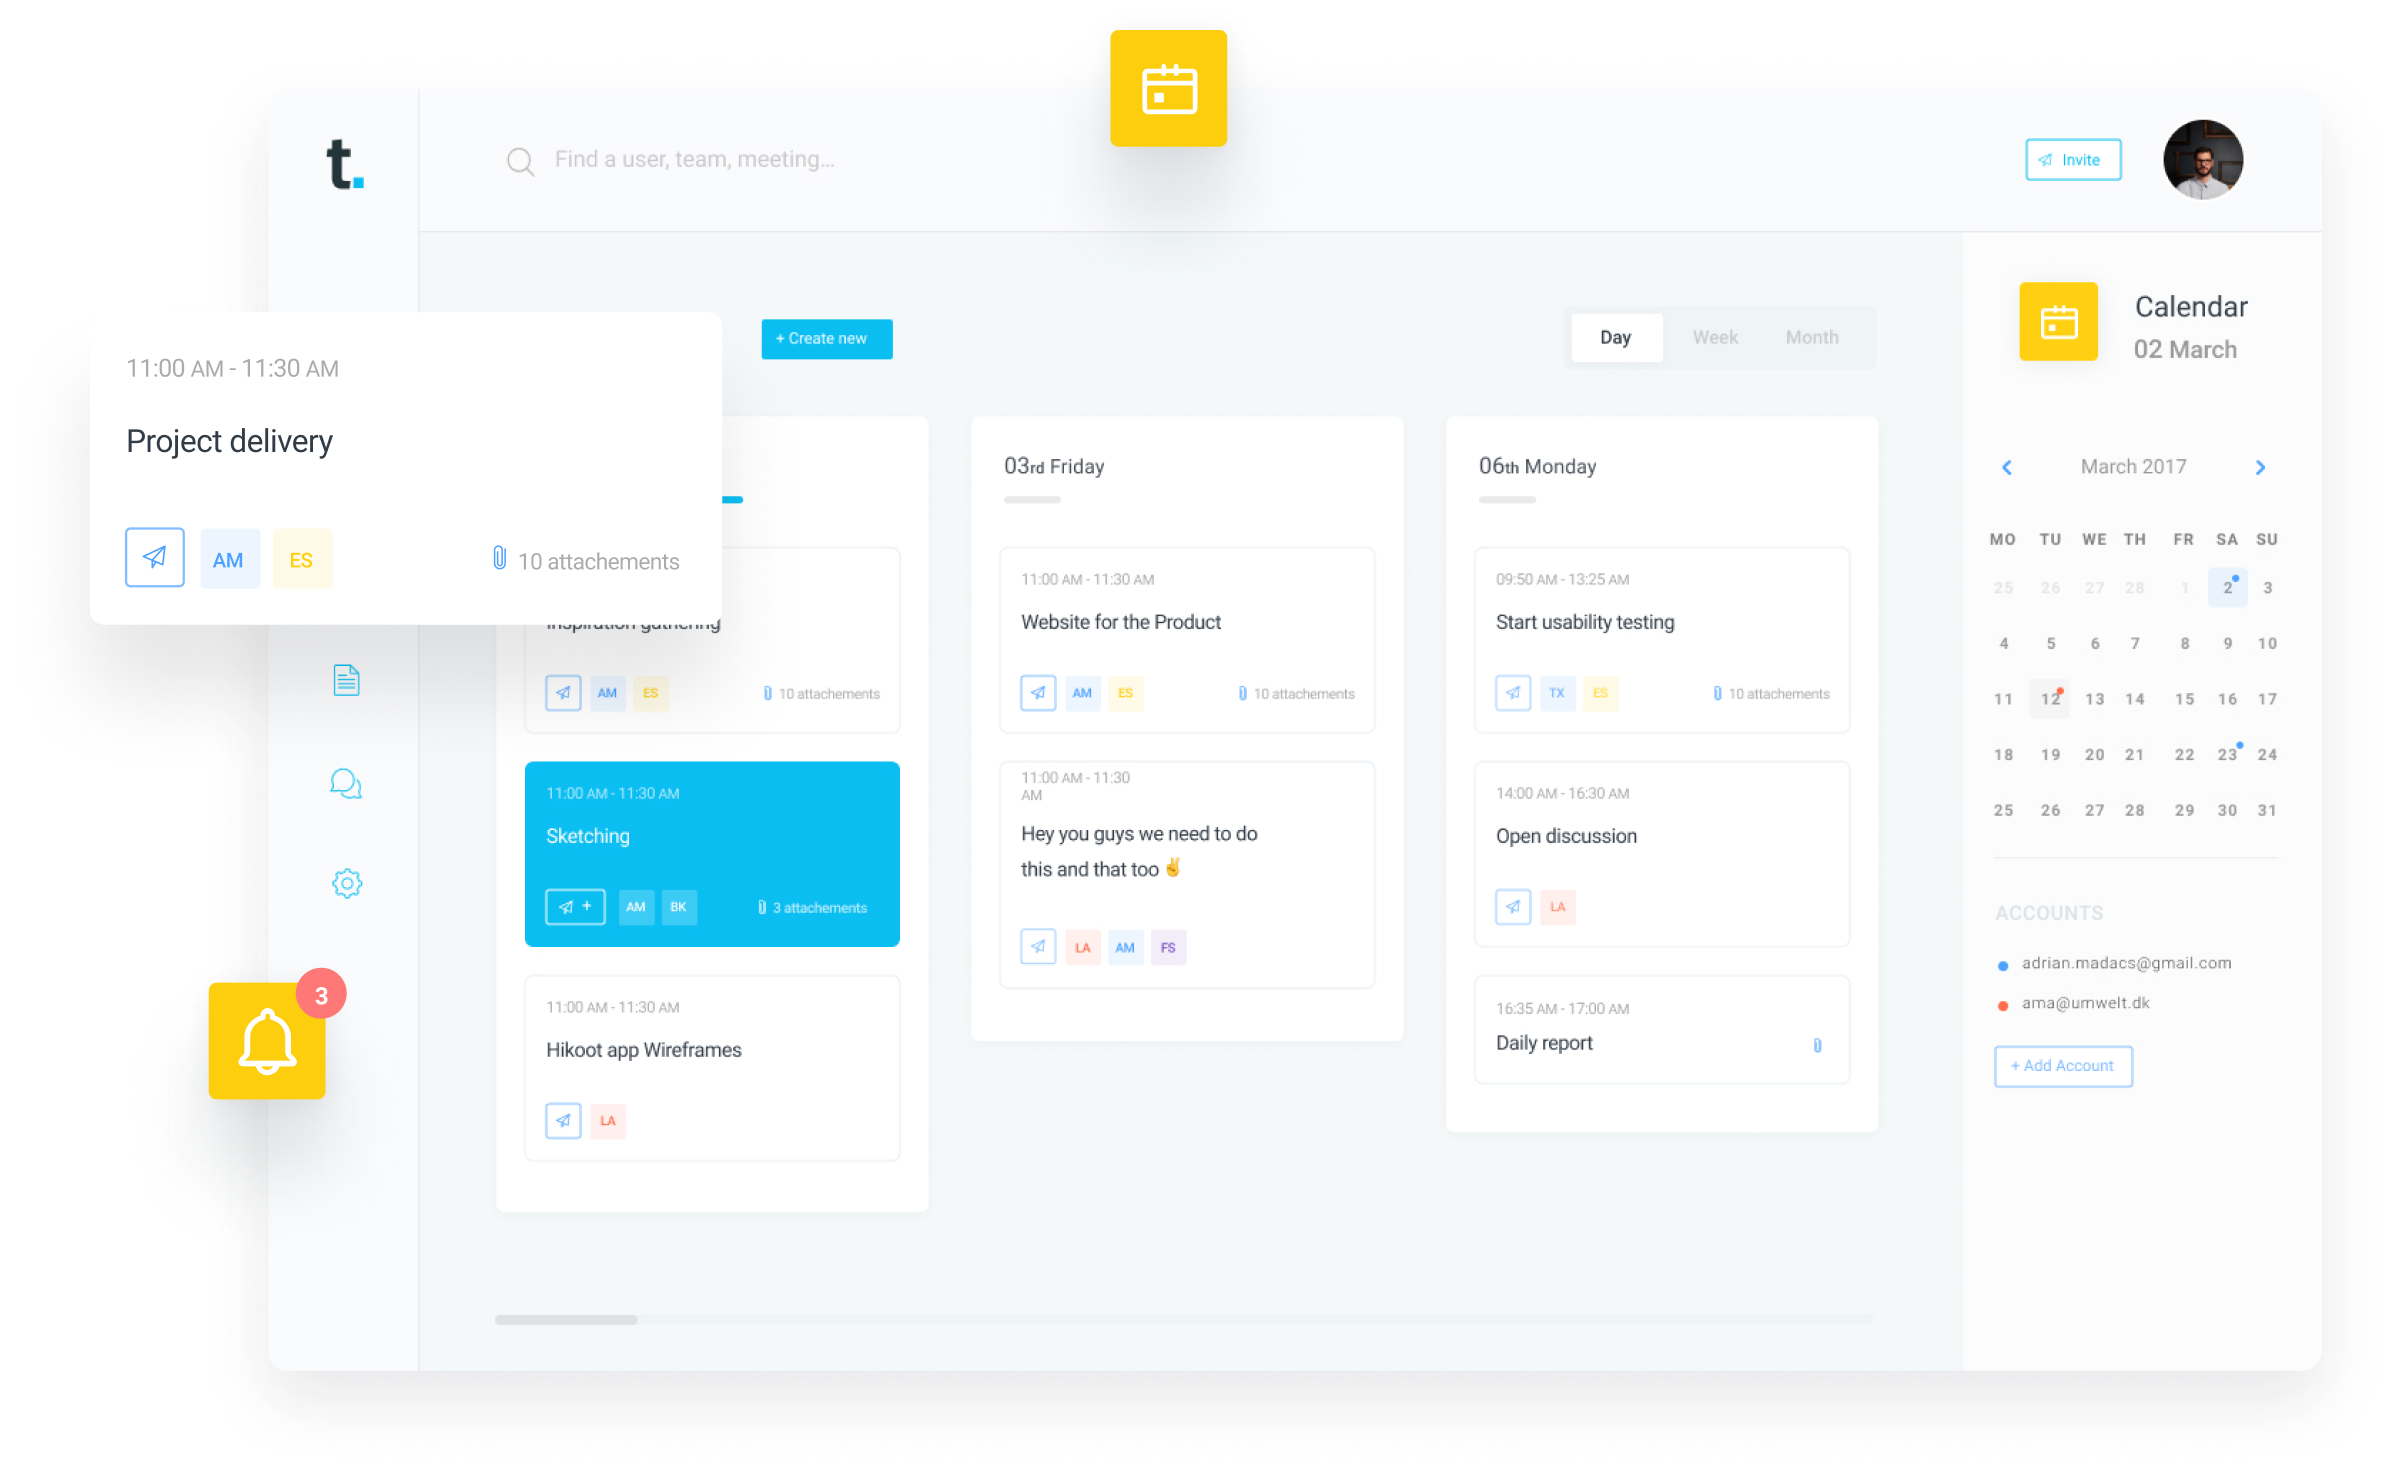 t.
Find a user, team, meeting...
Invite
11:00 AM - 11:30 AM
Project delivery
AM
ES
10 attachements
+ Create new
Day
Week
Month
Inspiration gathering
AM
ES
10 attachements
11:00 AM - 11:30 AM
Sketching
+
AM
BK
3 attachements
11:00 AM - 11:30 AM
Hikoot app Wireframes
LA
03rd Friday
11:00 AM - 11:30 AM
Website for the Product
AM
ES
10 attachements
11:00 AM - 11:30
AM
Hey you guys we need to do
this and that too ✌️
LA
AM
FS
06th Monday
09:50 AM - 13:25 AM
Start usability testing
TX
ES
10 attachements
14:00 AM - 16:30 AM
Open discussion
LA
16:35 AM - 17:00 AM
Daily report
Calendar
02 March
March 2017
MO TU WE TH FR SA SU
25 26 27 28 1 2 3
4 5 6 7 8 9 10
11 12 13 14 15 16 17
18 19 20 21 22 23 24
25 26 27 28 29 30 31
ACCOUNTS
adrian.madacs@gmail.com
ama@umwelt.dk
+ Add Account
3